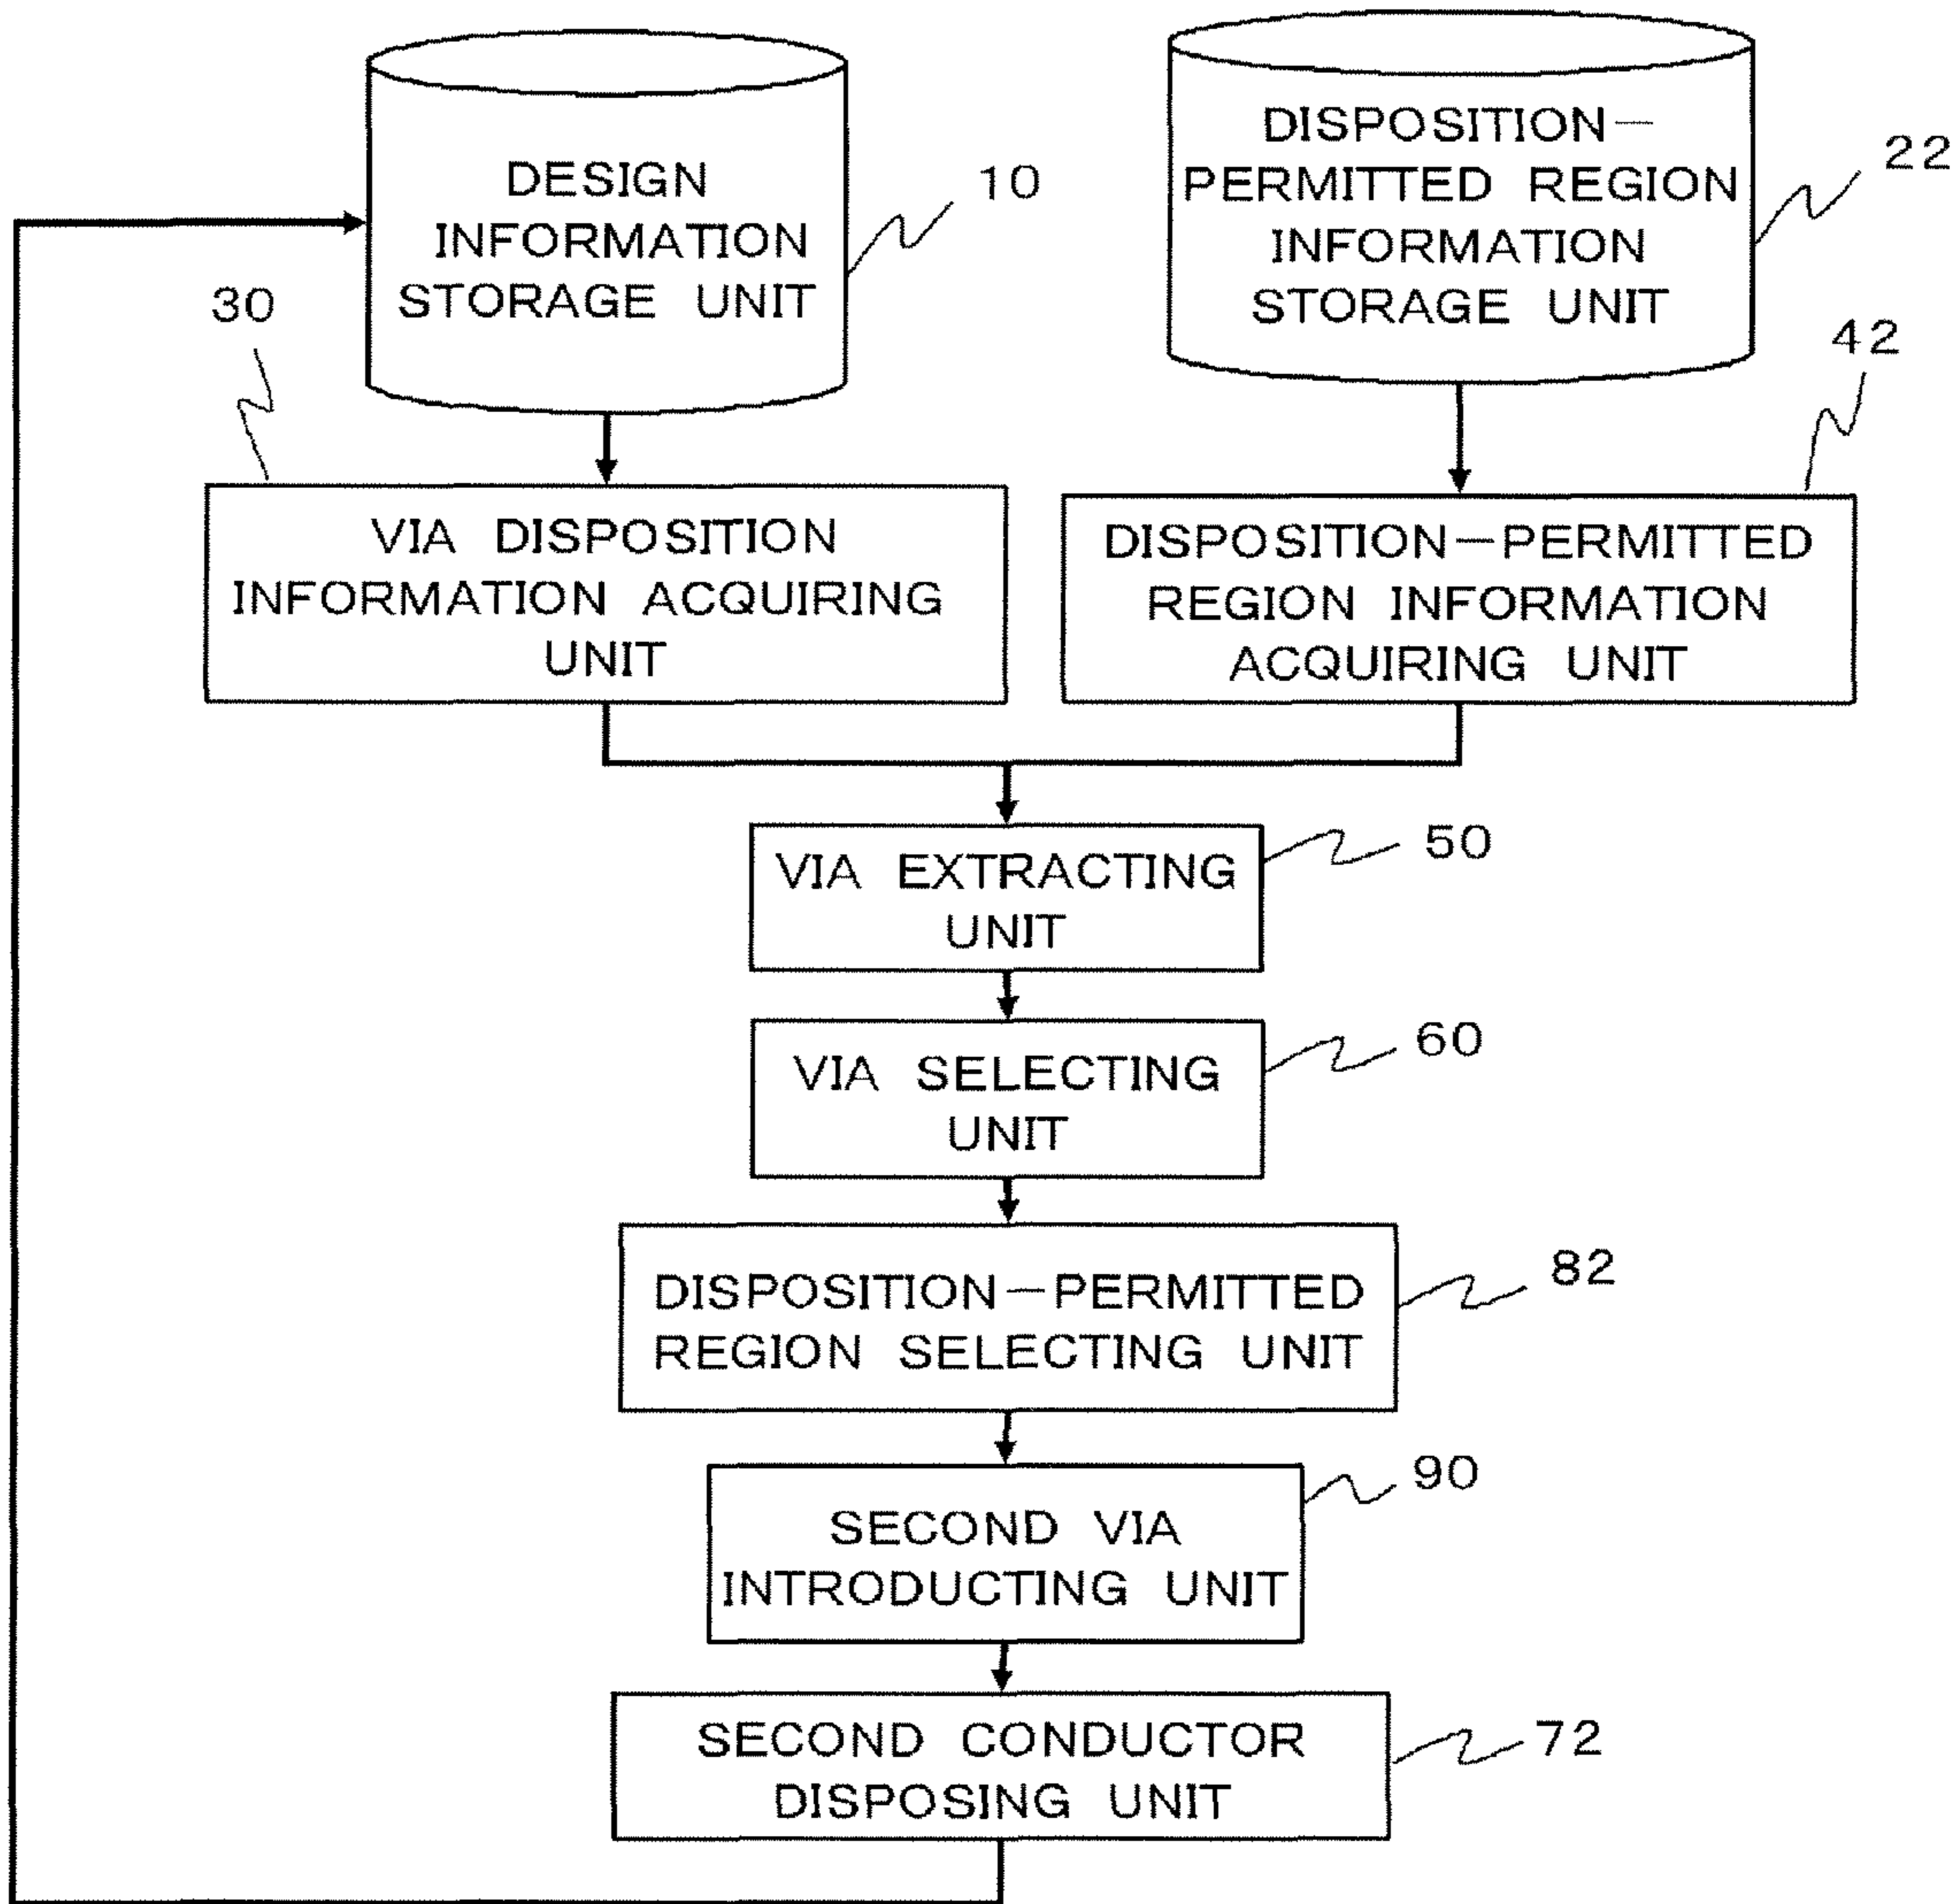 DESIGN
INFORMATION
STORAGE UNIT
10
DISPOSITION—
PERMITTED REGION
INFORMATION
STORAGE UNIT
22
30
VIA DISPOSITION
INFORMATION ACQUIRING
UNIT
42
DISPOSITION—PERMITTED
REGION INFORMATION
ACQUIRING UNIT
VIA EXTRACTING
UNIT
50
VIA SELECTING
UNIT
60
DISPOSITION—PERMITTED
REGION SELECTING UNIT
82
SECOND VIA
INTRODUCTING UNIT
90
SECOND CONDUCTOR
DISPOSING UNIT
72